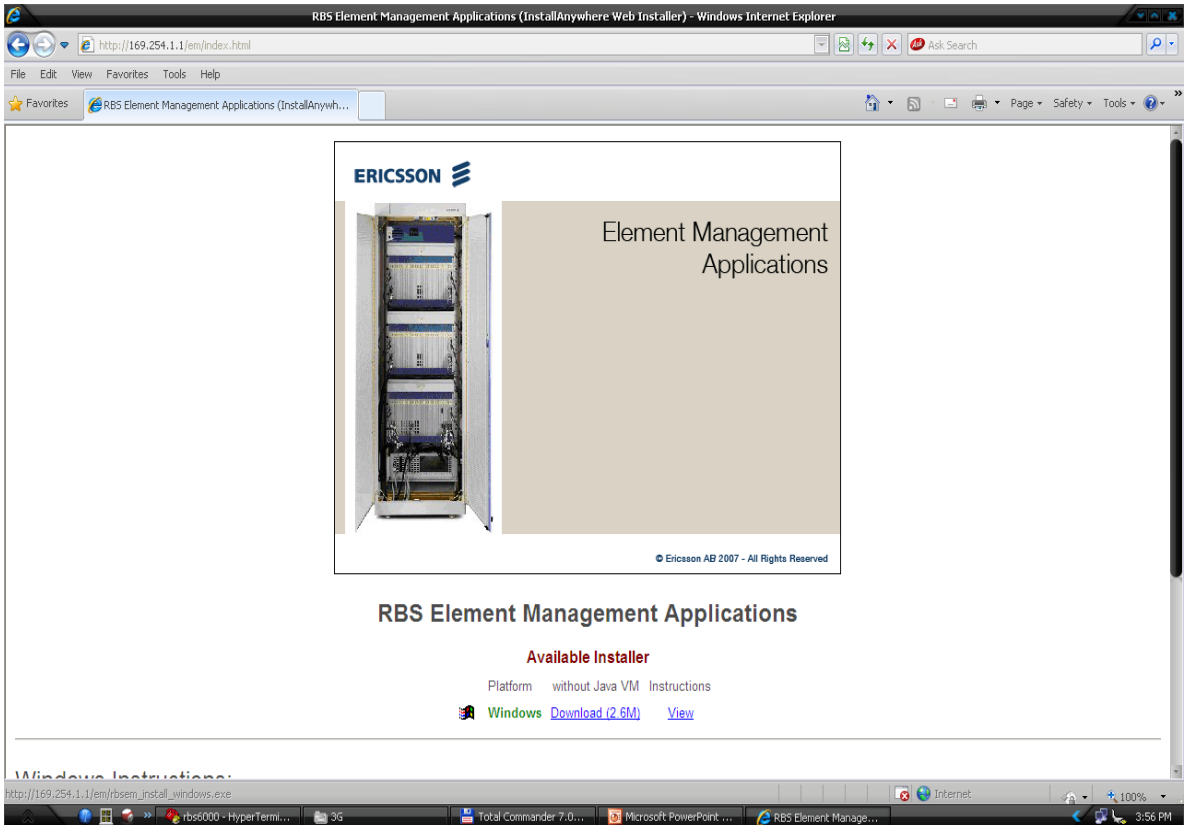 RBS Element Management Applications (InstallAnywhere Web Installer) - Windows Internet Explorer
http://169.254.1.1/em/index.html
Ask Search
File Edit View Favorites Tools Help
Favorites RBS Element Management Applications (InstallAnywh... Page Safety Tools »
ERICSSON
Element Management
Applications
© Ericsson AB 2007 - All Rights Reserved
RBS Element Management Applications
Available Installer
Platform without Java VM Instructions
Windows Download (2.6M) View
Windows Instructions:
http://169.254.1.1/em/rbsem_install_windows.exe Internet 100%
» rbs6000 - HyperTermi... 3G Total Commander 7.0... Microsoft PowerPoint ... RBS Element Manage... 3:56 PM